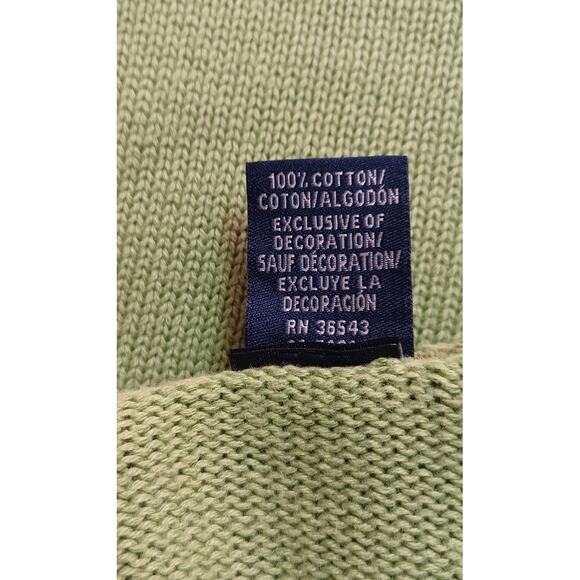 100% COTTON/
COTON/ALGODÓN
EXCLUSIVE OF
DECORATION/
SAUF DÉCORATION/
EXCLUYE LA
DECORACIÓN
RN 36543